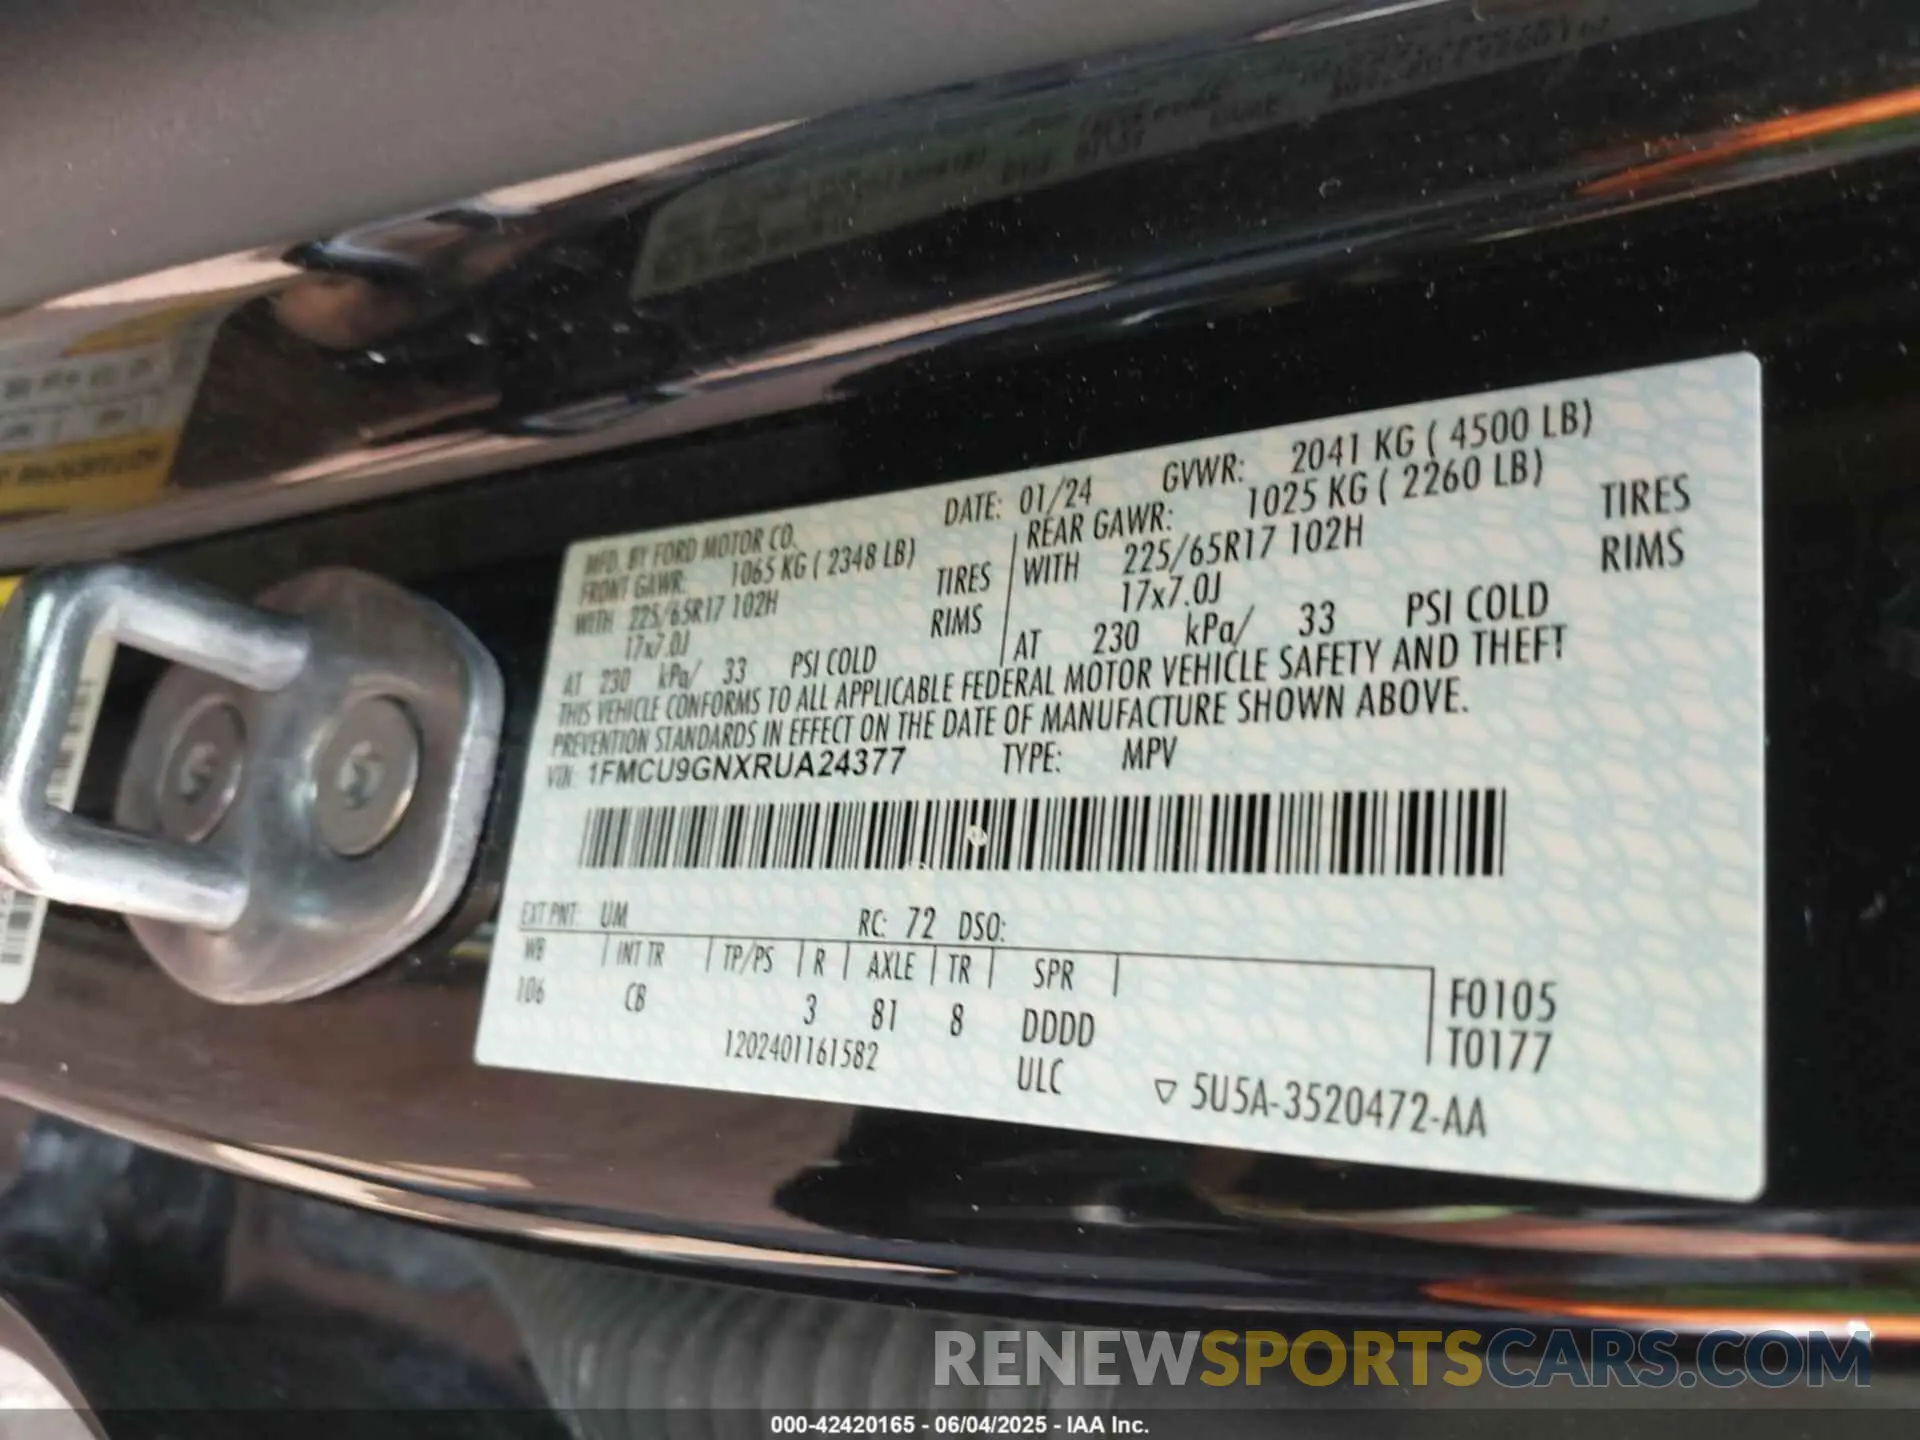 MFD. BY FORD MOTOR CO. DATE: 01/24 GVWR: 2041 KG ( 4500 LB)
FRONT GAWR: 1065 KG ( 2348 LB) REAR GAWR: 1025 KG ( 2260 LB)
WITH 225/65R17 102H TIRES WITH 225/65R17 102H TIRES
17x7.0J RIMS 17x7.0J RIMS
AT 230 kPa/ 33 PSI COLD AT 230 kPa/ 33 PSI COLD
THIS VEHICLE CONFORMS TO ALL APPLICABLE FEDERAL MOTOR VEHICLE SAFETY AND THEFT
PREVENTION STANDARDS IN EFFECT ON THE DATE OF MANUFACTURE SHOWN ABOVE.
VIN: 1FMCU9GNXRUA24377 TYPE: MPV
EXT PNT: UM RC: 72 DSO:
WB INT TR TP/PS R AXLE TR SPR
106 CB 3 81 8 DDDD F0105
T0177
1202401161582 ULC
5U5A-3520472-AA
RENEWSPORTSCARS.COM
000-42420165 - 06/04/2025 - IAA Inc.